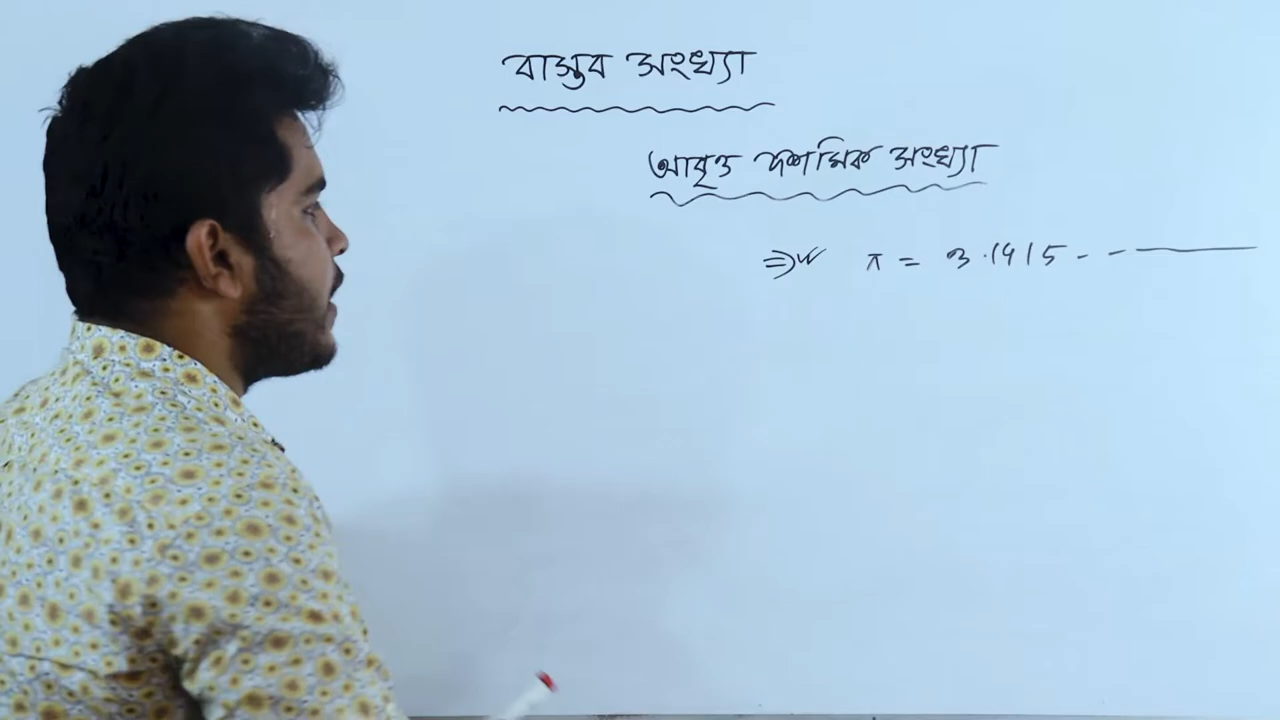 বাস্তব সংখ্যা
আবৃত্ত দশমিক সংখ্যা
⇒ π = 3.1415 - - —